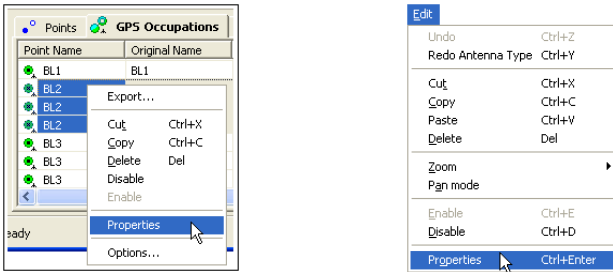 Points GPS Occupations
Point Name Original Name
BL1 BL1
BL2
BL2
BL2
BL3
BL3
BL3
eady
Export...
Cut Ctrl+X
Copy Ctrl+C
Delete Del
Disable
Enable
Properties
Options...
Edit
Undo Ctrl+Z
Redo Antenna Type Ctrl+Y
Cut Ctrl+X
Copy Ctrl+C
Paste Ctrl+V
Delete Del
Zoom
Pan mode
Enable Ctrl+E
Disable Ctrl+D
Properties Ctrl+Enter